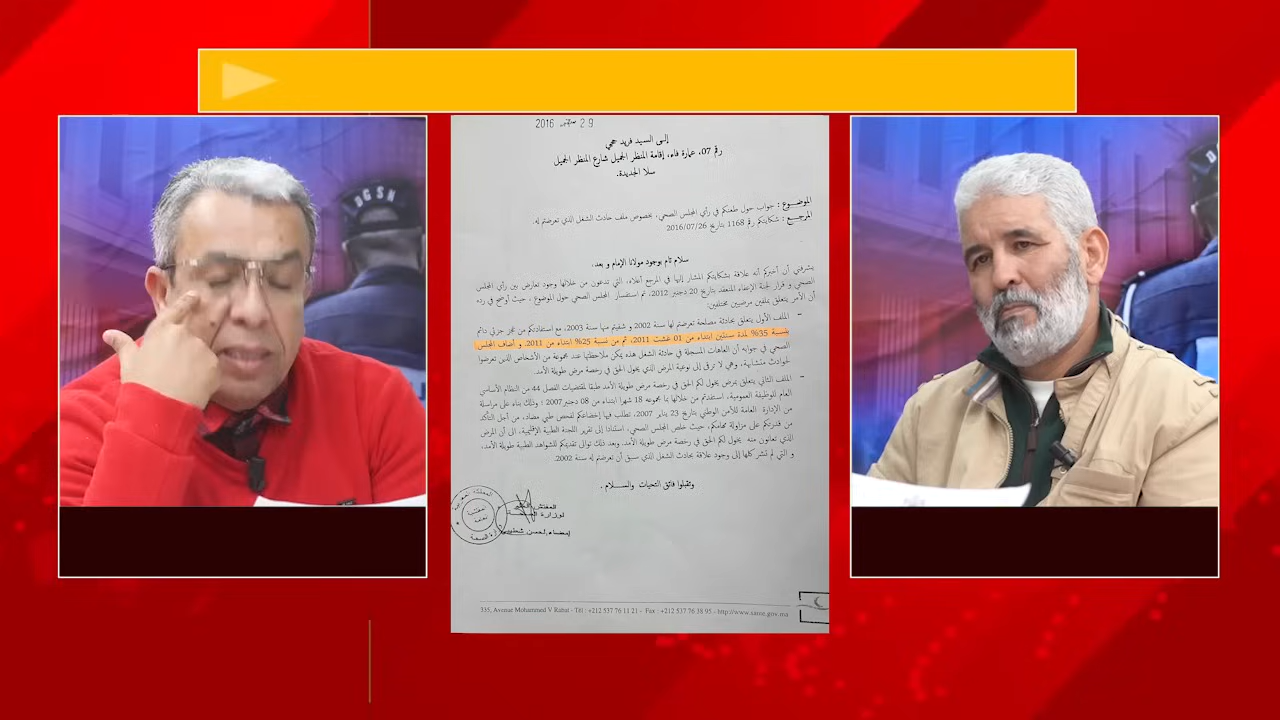 29 شتنبر 2016
إلى السيد فريد حجي
رقم 07، عمارة فاء، إقامة المنظر الجميل شارع المنظر الجميل
سلا الجديدة.
الموضوع : جواب حول طعنكم في رأي المجلس الصحي، بخصوص ملف حادث الشغل الذي تعرضتم له.
المرجع : شكايتكم رقم 1168 بتاريخ 2016/07/26
سلام تام بوجود مولانا الإمام و بعد،
يشرفني أن أخبركم أنه علاقة بشكايتكم المشار إليها في المرجع أعلاه، التي تدعون من خلالها وجود تعارض بين رأي المجلس
الصحي و قرار لجنة الإعفاء المنعقد بتاريخ 20 دجنبر 2012، تم استفسار المجلس الصحي حول الموضوع ، حيث أوضح في رده
أن الأمر يتعلق بملفين مرضيين مختلفين.
- الملف الأول يتعلق بحادثة مصلحة تعرضتم لها سنة 2002 و شفيتم منها سنة 2003، مع استفادتكم من عجز جزئي دائم
بنسبة 35% لمدة سنتين ابتداء من 01 غشت 2011، ثم من نسبة 25% ابتداء من 2011. و أضاف المجلس
الصحي في جوابه أن العاهات المسجلة في حادثة الشغل هذه يمكن ملاحظتها عند مجموعة من الأشخاص الذين تعرضوا
لحوادث متشابهة، وهي لا ترقى إلى نوعية المرض الذي يخول الحق في رخصة مرض طويلة الأمد.
- الملف الثاني يتعلق بمرض يخول لكم الحق في رخصة مرض طويلة الأمد طبقا لمقتضيات الفصل 44 من النظام الأساسي
العام للوظيفة العمومية، استفدتم من خلالها بما مجموعه 18 شهرا ابتداء من 08 دجنبر 2007؛ وذلك بناء على مراسلة
من الإدارة العامة للأمن الوطني بتاريخ 23 يناير 2007، تطلب فيها إخضاعكم لفحص طبي مضاد، من أجل التأكد
من قدرتكم على مزاولة مهامكم، حيث خلص المجلس الصحي، استنادا إلى تقرير اللجنة الطبية الإقليمية، الى أن المرض
الذي تعانون منه يخول لكم الحق في رخصة مرض طويلة الأمد. وبعد ذلك توالى تقديمكم للشواهد الطبية طويلة الأمد،
و التي لم تشر كلها إلى وجود علاقة بحادث الشغل الذي سبق أن تعرضتم له سنة 2002.
وتقبلوا فائق التحيات والسلام .
المفتش العام
لوزارة الصحة
335, Avenue Mohammed V Rabat - Tél : +212 537 76 11 21 - Fax : +212 537 76 38 95 - http://www.sante.gov.ma
DGSN